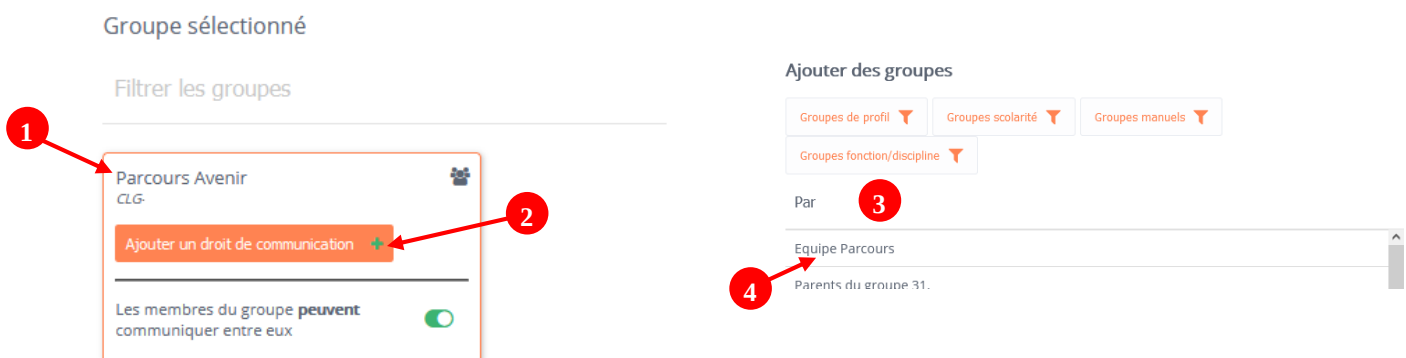 Groupe sélectionné
Filtrer les groupes
1
Parcours Avenir
CLG-
Ajouter un droit de communication +
2
Les membres du groupe peuvent
communiquer entre eux
Ajouter des groupes
Groupes de profil
Groupes scolarité
Groupes manuels
Groupes fonction/discipline
Par
3
Equipe Parcours
4
Parents du groupe 31.